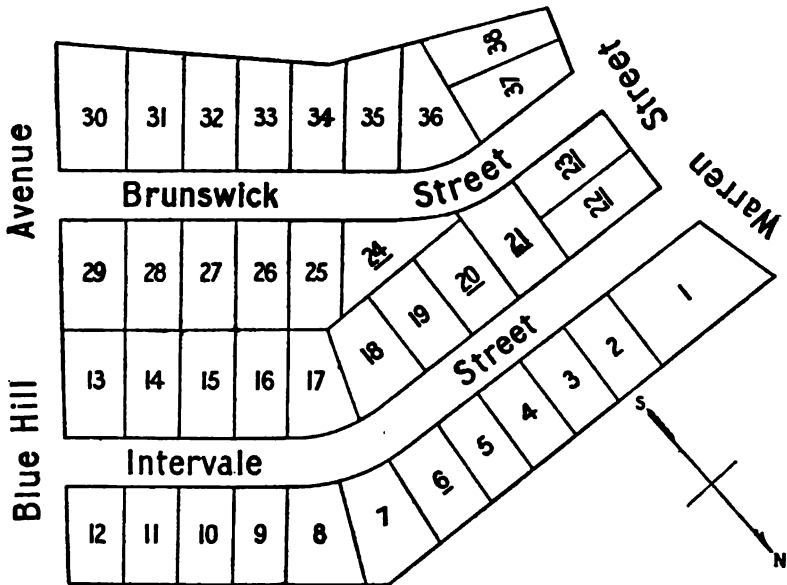 38
37
30 31 32 33 34 35 36
Street
Warren
Avenue
Brunswick Street
23
22
29 28 27 26 25 24
21
20
19
18
1
13 14 15 16 17
Street
2
3
4
5
6
7
S
N
Blue Hill
Intervale
12 11 10 9 8